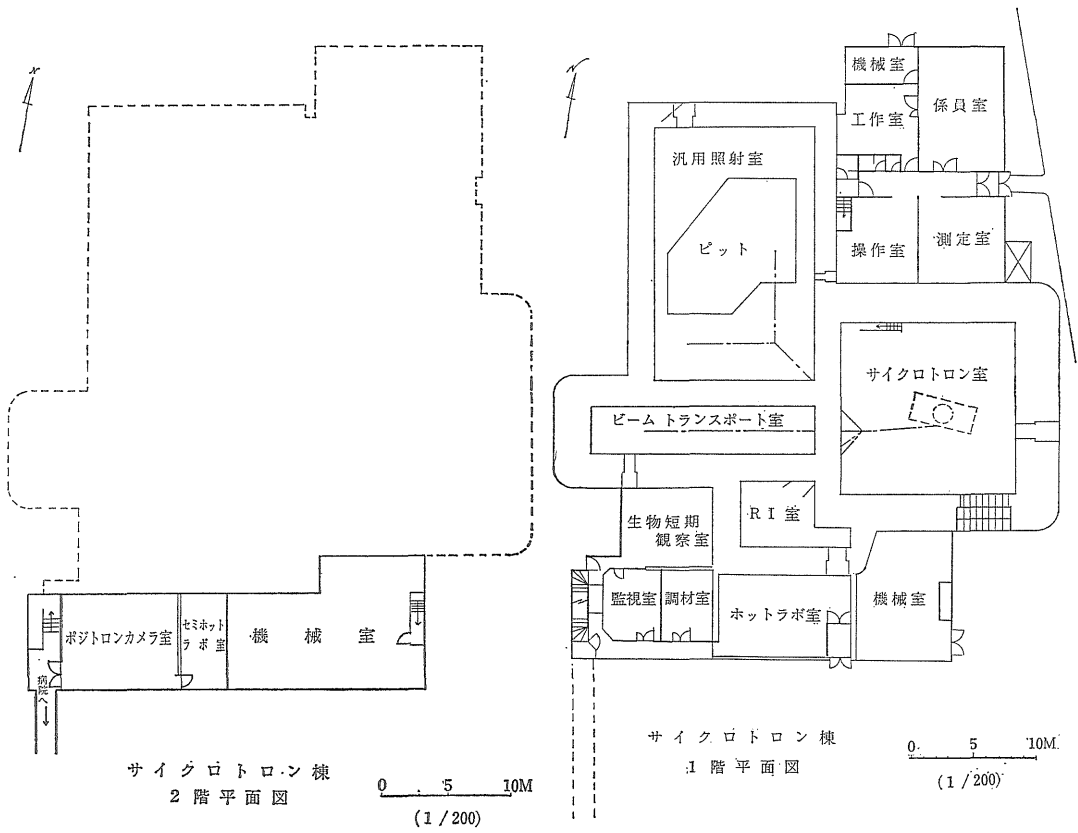 N
ポジトロンカメラ室
セミホット
ラボ室
機械室
病院へ
サイクロトロン棟
2階平面図
0 5 10M
(1/200)
N
機械室
係員室
工作室
汎用照射室
ピット
操作室
測定室
サイクロトロン室
ビームトランスポート室
生物短期
観察室
RI室
監視室
調材室
ホットラボ室
機械室
サイクロトロン棟
1階平面図
0 5 10M
(1/200)